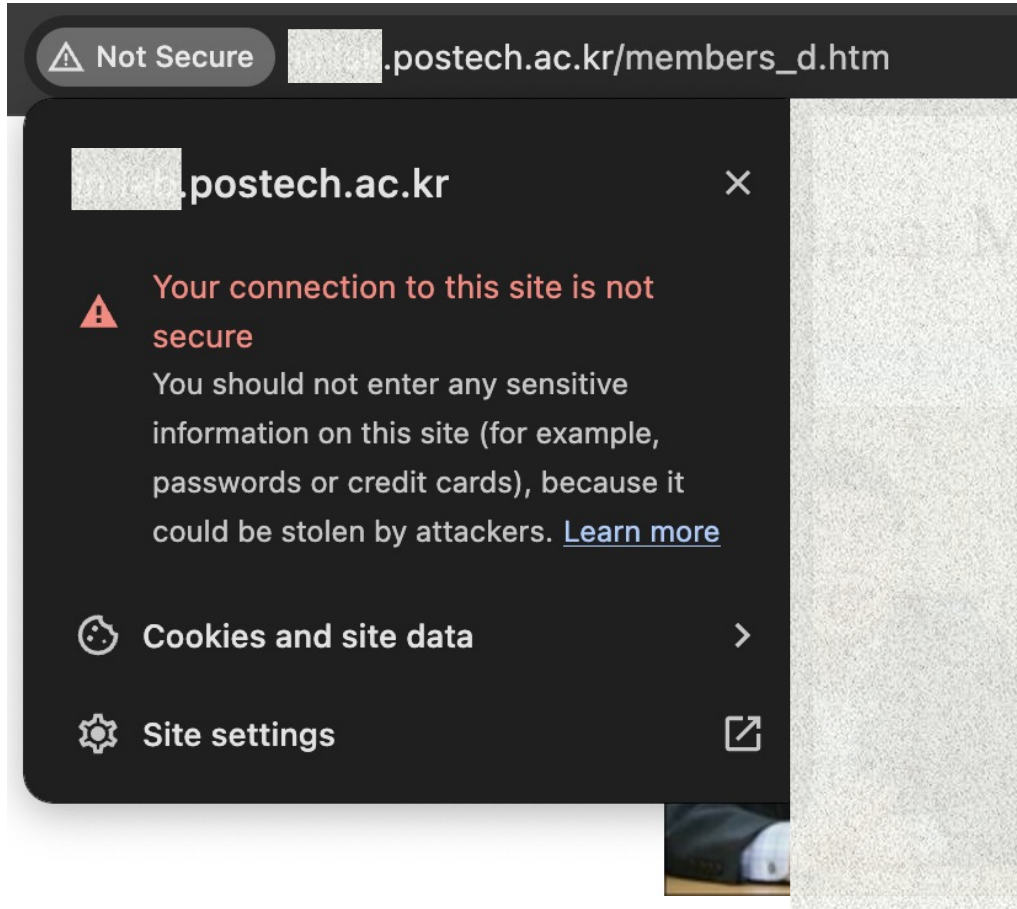 Not Secure .postech.ac.kr/members_d.htm
.postech.ac.kr
Your connection to this site is not
secure
You should not enter any sensitive
information on this site (for example,
passwords or credit cards), because it
could be stolen by attackers. Learn more
Cookies and site data
Site settings